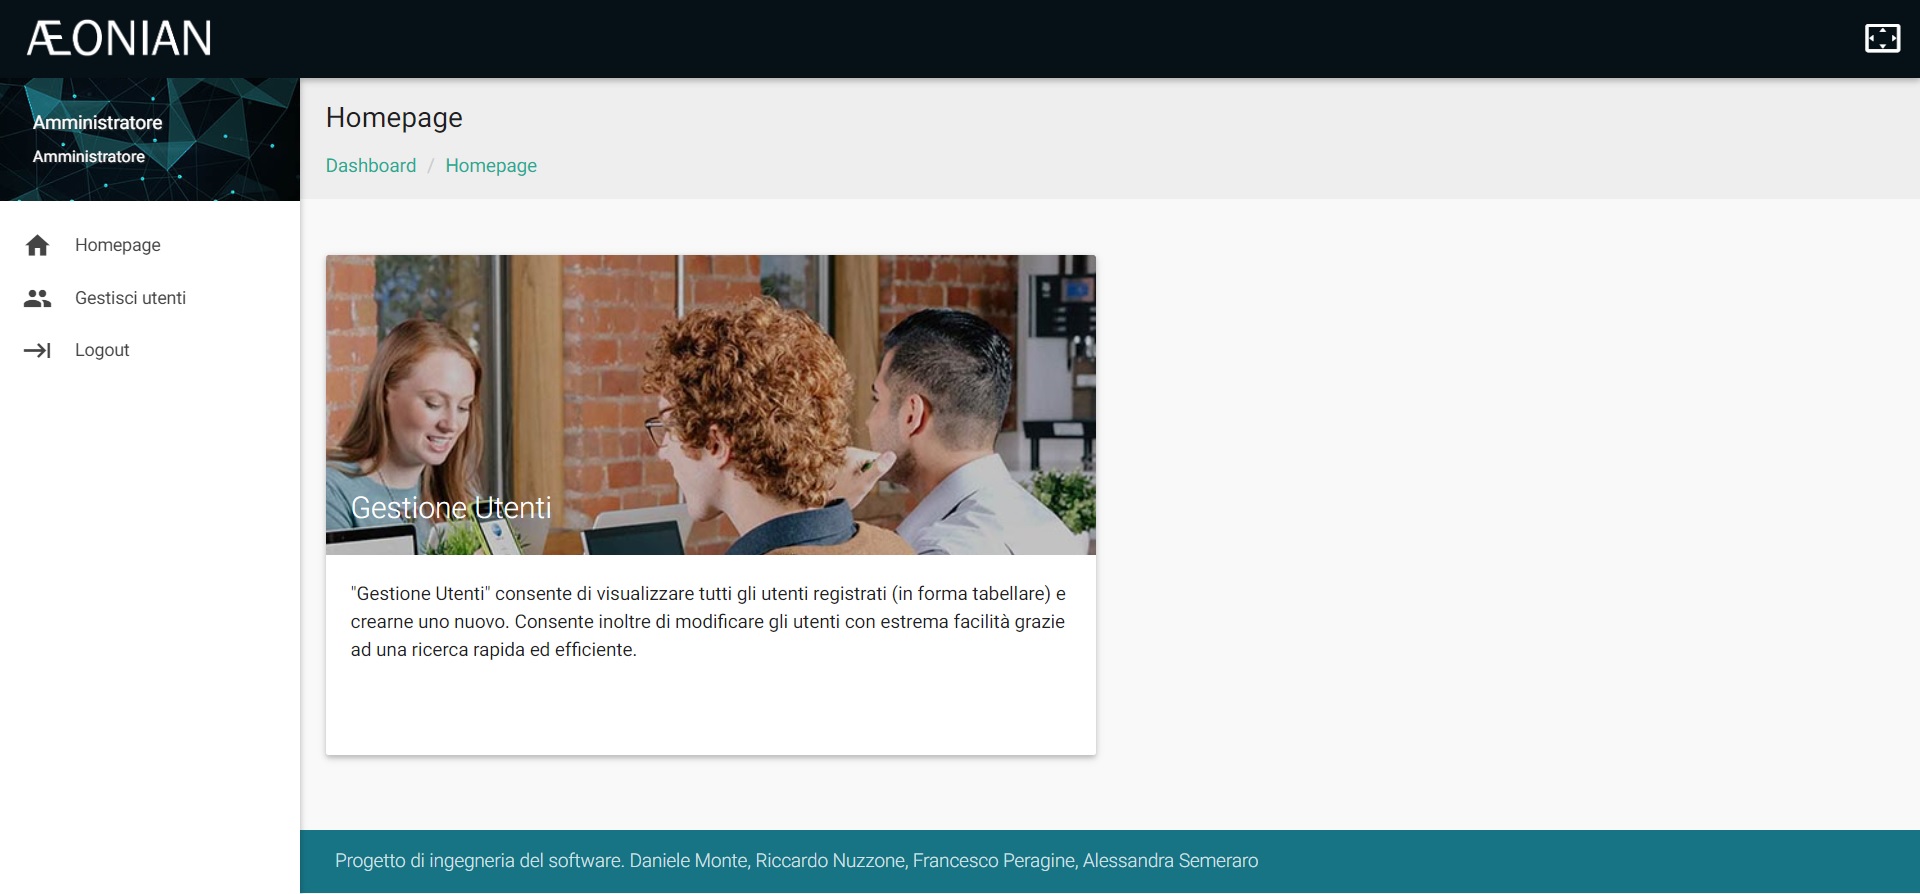 ÆONIAN
Amministratore
Amministratore
Homepage
Gestisci utenti
Logout
Homepage
Dashboard / Homepage
Gestione Utenti
"Gestione Utenti" consente di visualizzare tutti gli utenti registrati (in forma tabellare) e
crearne uno nuovo. Consente inoltre di modificare gli utenti con estrema facilità grazie
ad una ricerca rapida ed efficiente.
Progetto di ingegneria del software. Daniele Monte, Riccardo Nuzzone, Francesco Peragine, Alessandra Semeraro